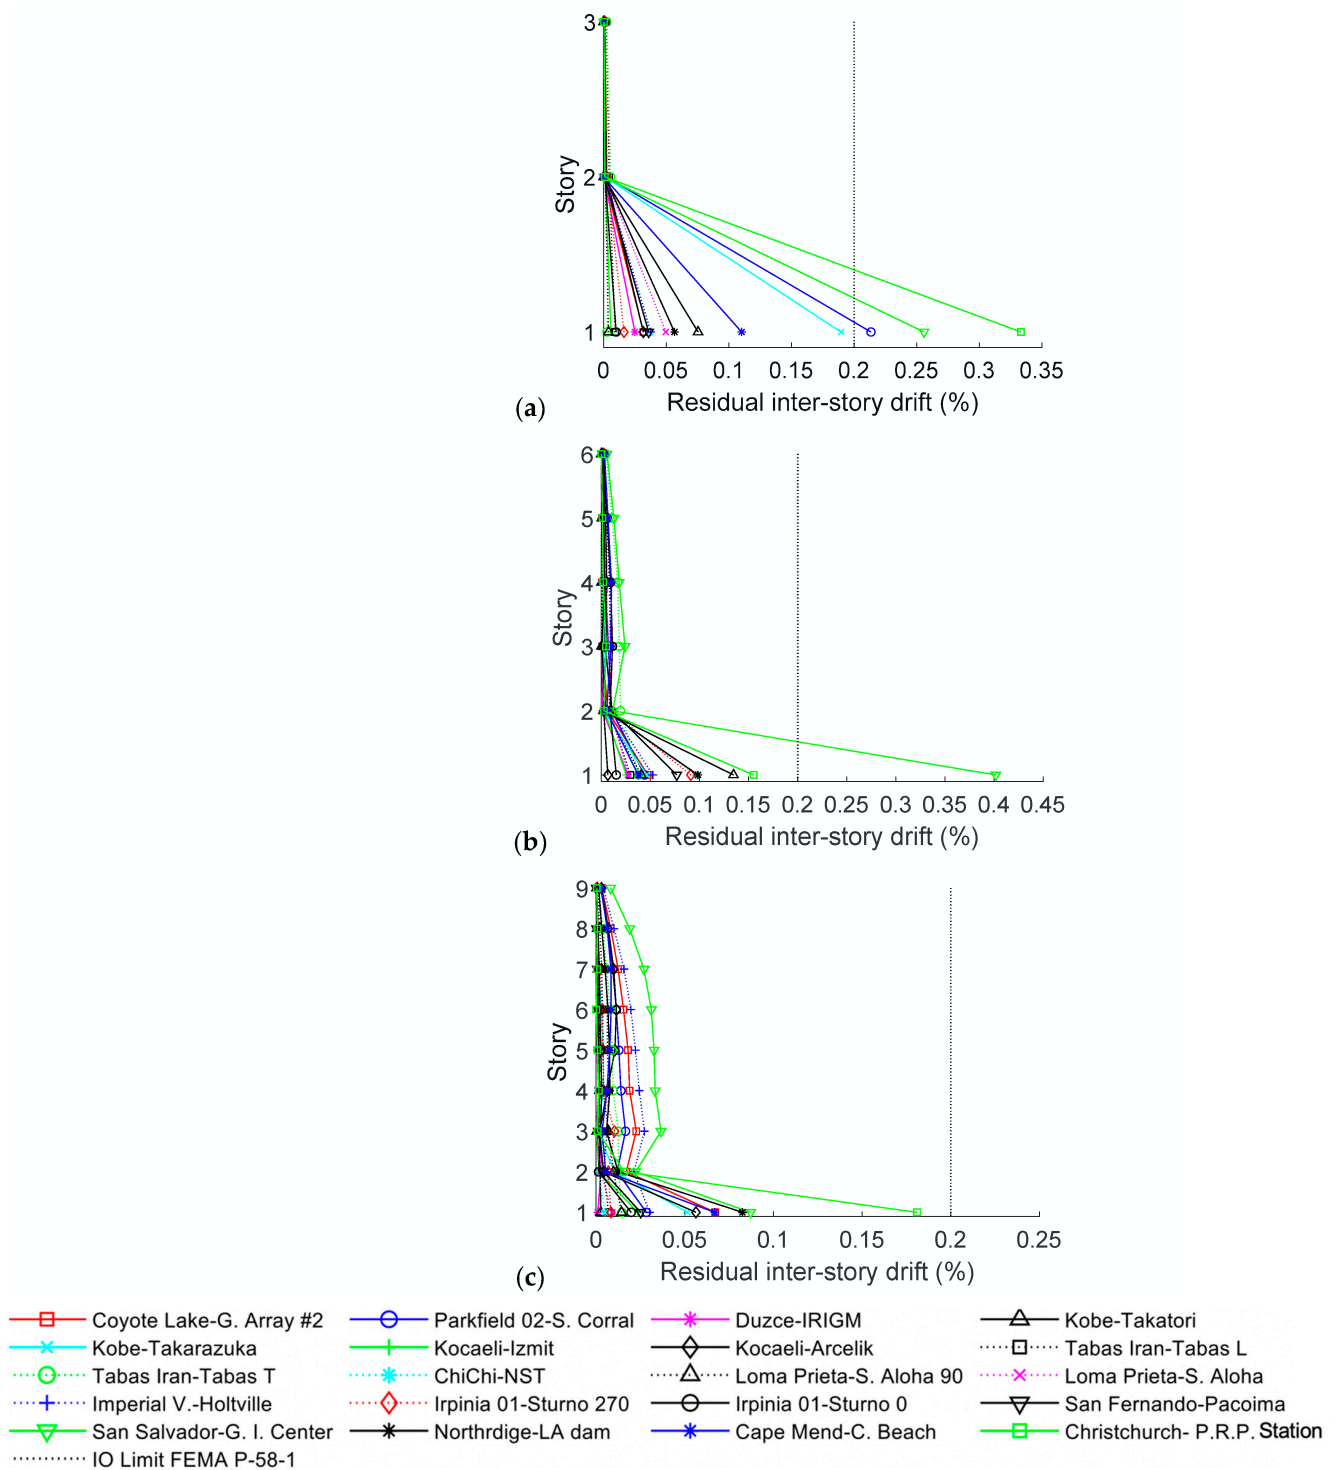 3
2
1
Story
0 0.05 0.1 0.15 0.2 0.25 0.3 0.35
Residual inter-story drift (%)
(a)
6
5
4
3
2
1
Story
0 0.05 0.1 0.15 0.2 0.25 0.3 0.35 0.4 0.45
Residual inter-story drift (%)
(b)
9
8
7
6
5
4
3
2
1
Story
0 0.05 0.1 0.15 0.2 0.25
Residual inter-story drift (%)
(c)
Coyote Lake-G. Array #2 Parkfield 02-S. Corral Duzce-IRIGM Kobe-Takatori
Kobe-Takarazuka Kocaeli-Izmit Kocaeli-Arcelik Tabas Iran-Tabas L
Tabas Iran-Tabas T ChiChi-NST Loma Prieta-S. Aloha 90 Loma Prieta-S. Aloha
Imperial V.-Holtville Irpinia 01-Sturno 270 Irpinia 01-Sturno 0 San Fernando-Pacoima
San Salvador-G. I. Center Northrdige-LA dam Cape Mend-C. Beach Christchurch- P.R.P. Station
IO Limit FEMA P-58-1